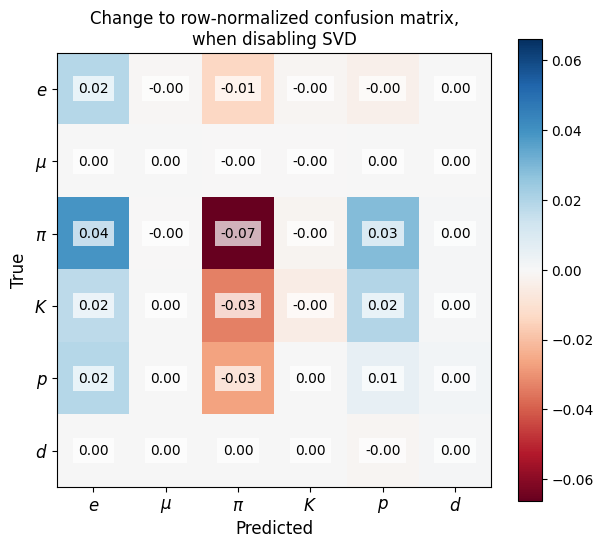 Change to row-normalized confusion matrix,
when disabling SVD
e 0.02 -0.00 -0.01 -0.00 -0.00 0.00
μ 0.00 0.00 -0.00 -0.00 0.00 0.00
π 0.04 -0.00 -0.07 -0.00 0.03 0.00
K 0.02 0.00 -0.03 -0.00 0.02 0.00
p 0.02 0.00 -0.03 0.00 0.01 0.00
d 0.00 0.00 0.00 0.00 -0.00 0.00
e μ π K p d
True
Predicted
0.06
0.04
0.02
0.00
−0.02
−0.04
−0.06